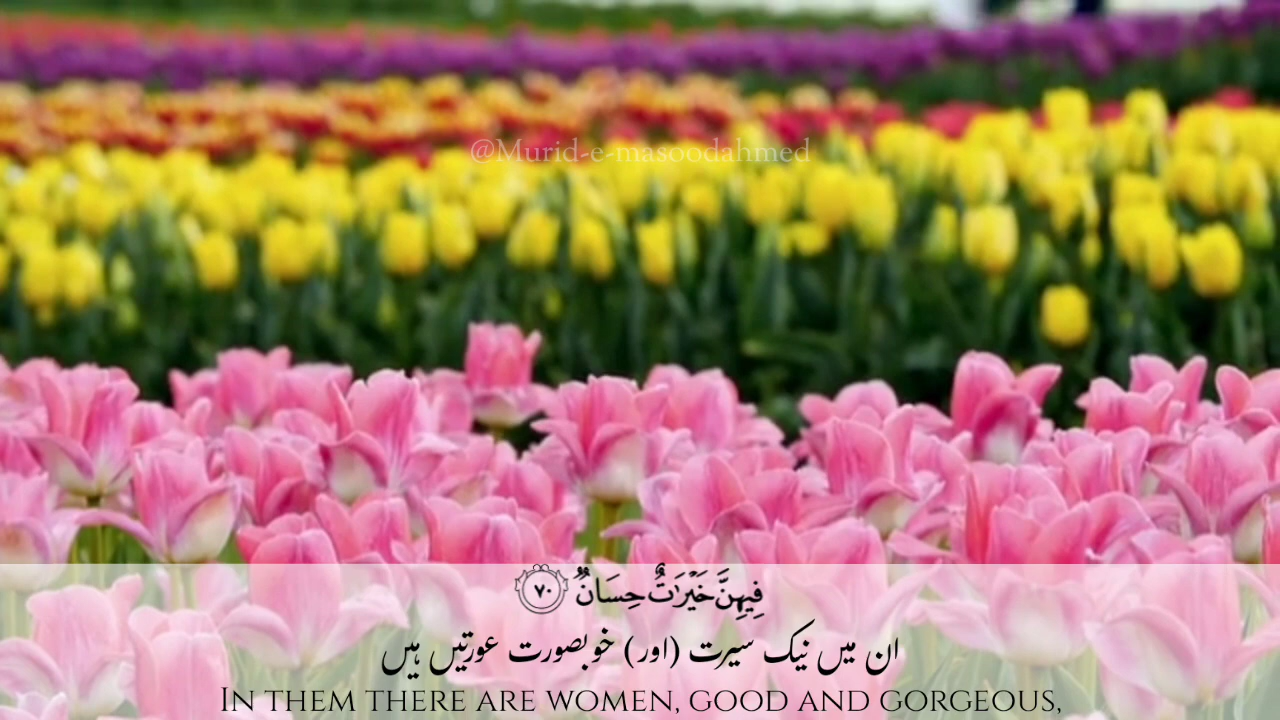 @Murid-e-masoodahmed
فِيهِنَّ خَيْرَٰتٌ حِسَانٌ ۝٧٠
ان میں نیک سیرت (اور) خوبصورت عورتیں ہیں
In them there are women, good and gorgeous,